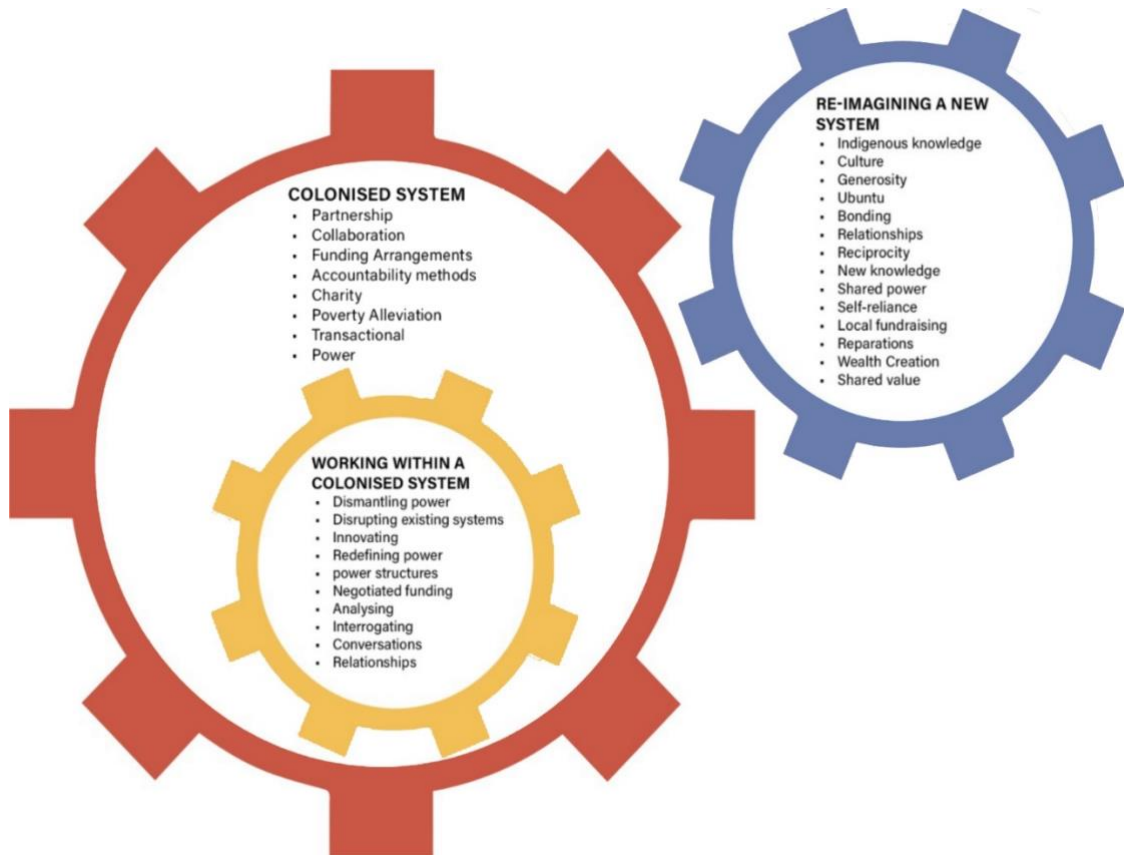 COLONISED SYSTEM
• Partnership
• Collaboration
• Funding Arrangements
• Accountability methods
• Charity
• Poverty Alleviation
• Transactional
• Power
WORKING WITHIN A
COLONISED SYSTEM
• Dismantling power
• Disrupting existing systems
• Innovating
• Redefining power
• power structures
• Negotiated funding
• Analysing
• Interrogating
• Conversations
• Relationships
RE-IMAGINING A NEW
SYSTEM
• Indigenous knowledge
• Culture
• Generosity
• Ubuntu
• Bonding
• Relationships
• Reciprocity
• New knowledge
• Shared power
• Self-reliance
• Local fundraising
• Reparations
• Wealth Creation
• Shared value